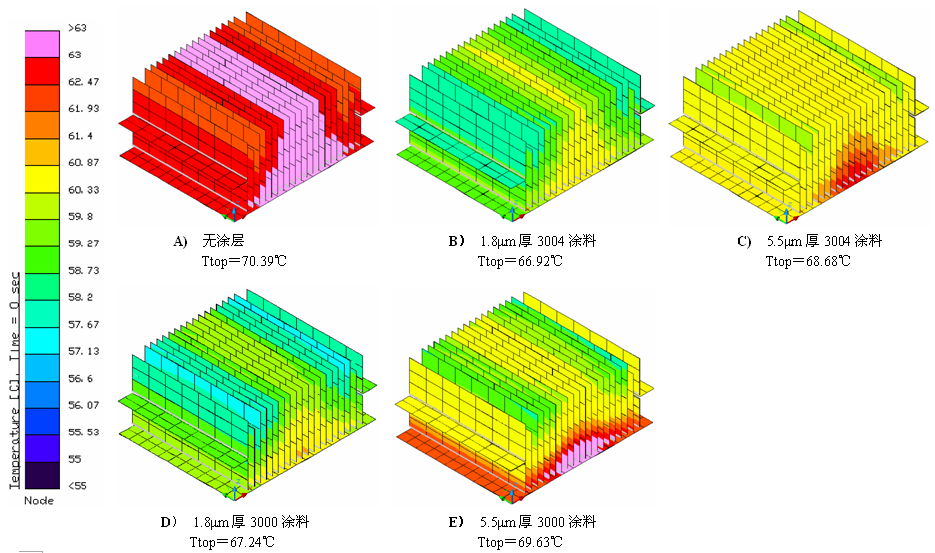 >63
63
62.47
61.93
61.4
60.87
60.33
59.8
59.27
58.73
58.2
57.67
57.13
56.6
56.07
55.53
55
<55
Node
Temperature [C], Time = 0 sec
A) 无涂层
Ttop＝70.39℃
B） 1.8μm厚 3004 涂料
Ttop＝66.92℃
C） 5.5μm厚 3004 涂料
Ttop＝68.68℃
D） 1.8μm厚 3000 涂料
Ttop＝67.24℃
E） 5.5μm厚 3000 涂料
Ttop＝69.63℃